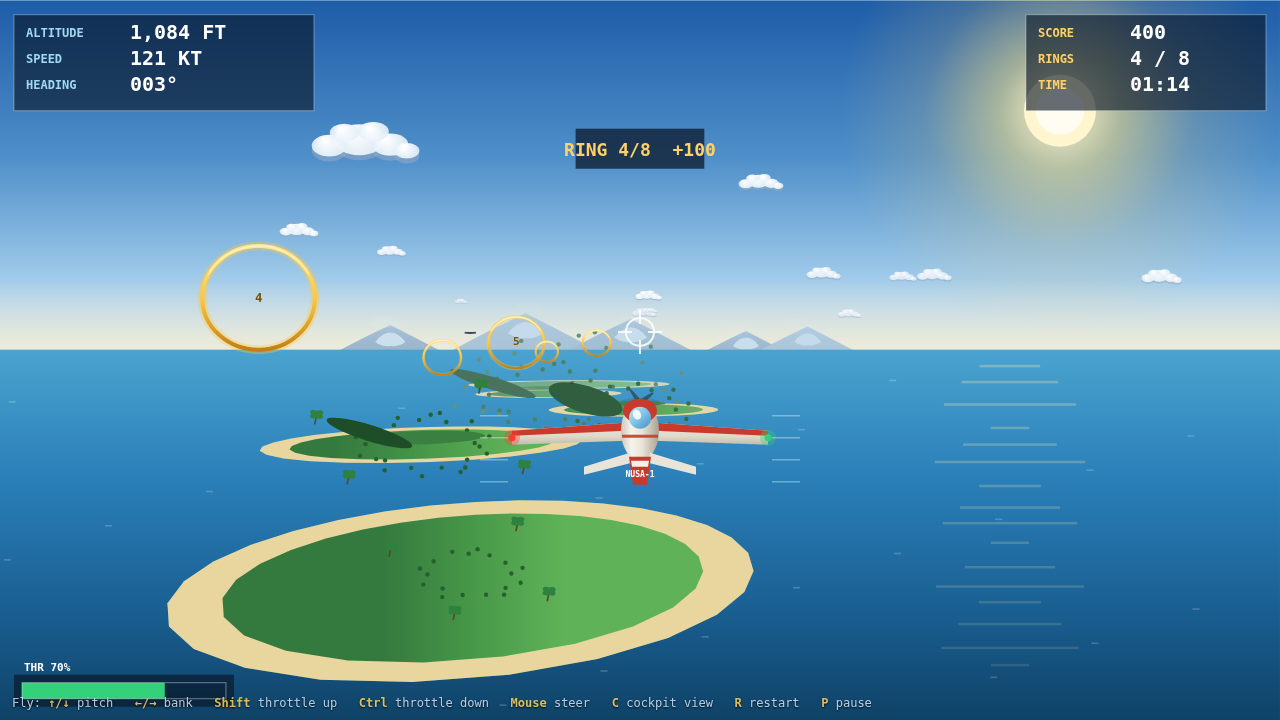 ALTITUDE 1,084 FT
SPEED 121 KT
HEADING 003°
SCORE 400
RINGS 4 / 8
TIME 01:14
RING 4/8 +100
4
5
NUSA-1
THR 70%
Fly: ↑/↓ pitch ←/→ bank Shift throttle up Ctrl throttle down Mouse steer C cockpit view R restart P pause